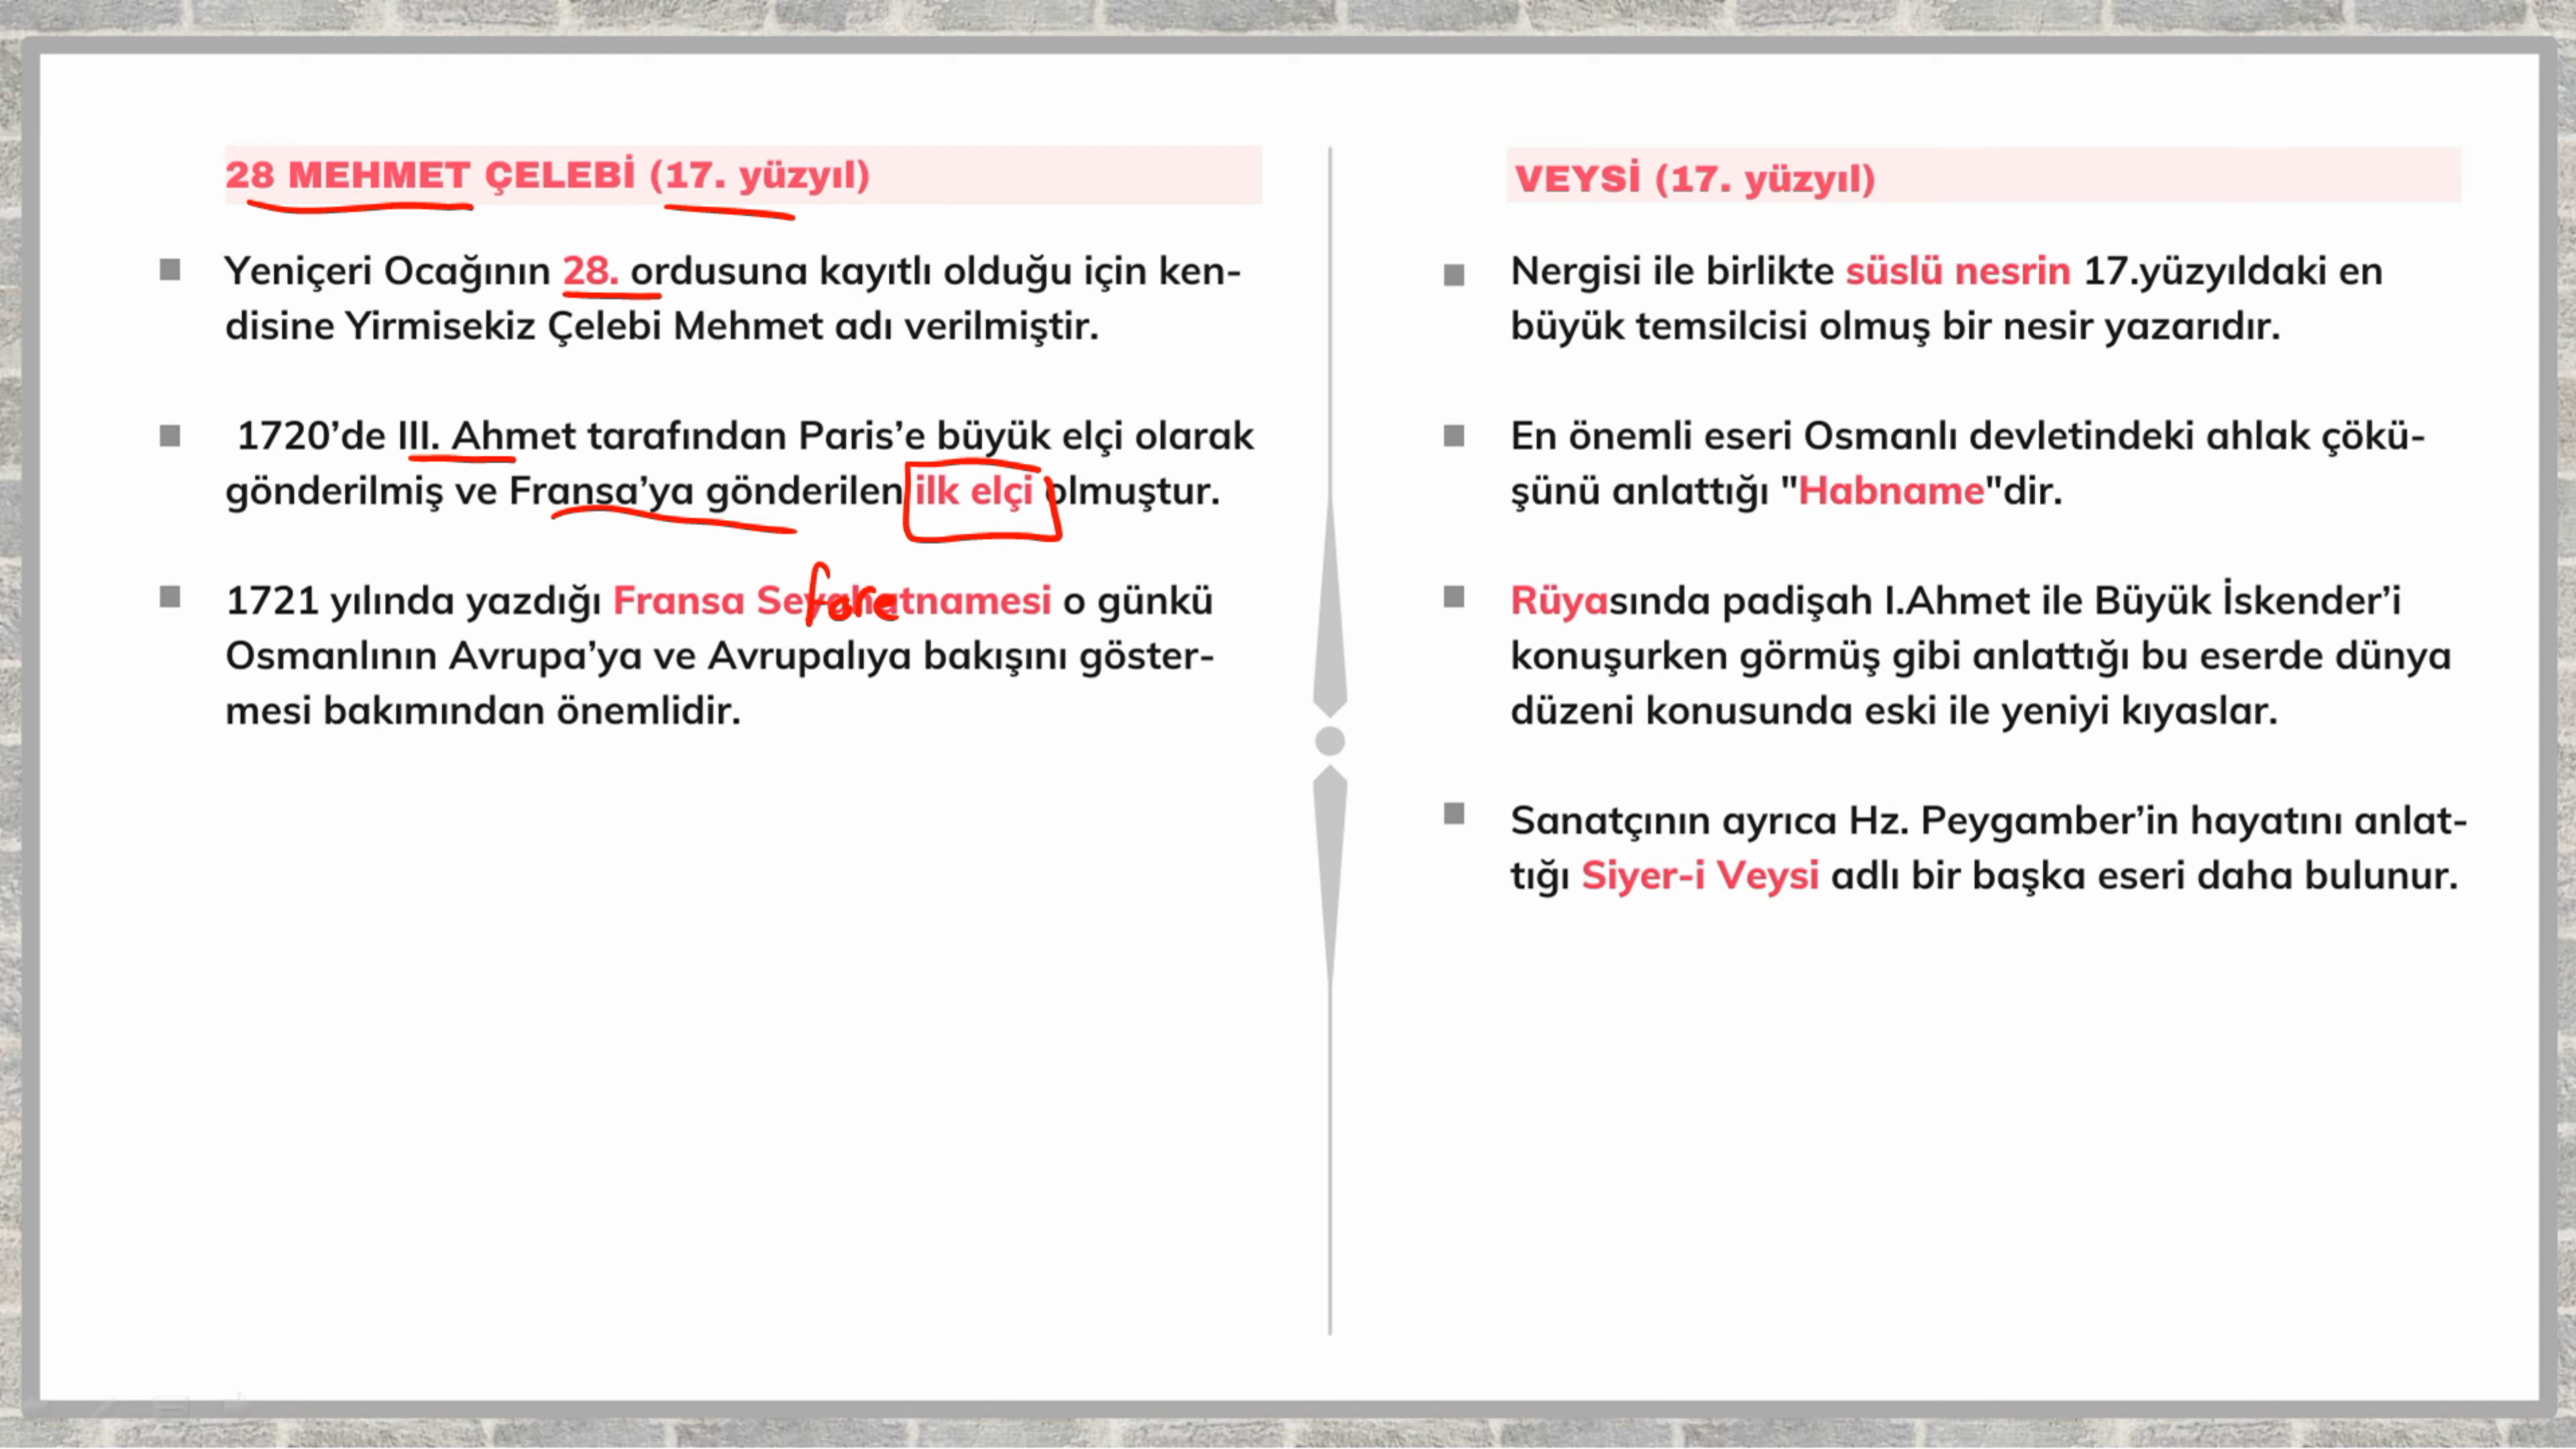 28 MEHMET ÇELEBİ (17. yüzyıl)
Yeniçeri Ocağının 28. ordusuna kayıtlı olduğu için ken-
disine Yirmisekiz Çelebi Mehmet adı verilmiştir.
1720’de III. Ahmet tarafından Paris’e büyük elçi olarak
gönderilmiş ve Fransa’ya gönderilen ilk elçi olmuştur.
fare
1721 yılında yazdığı Fransa Seyahatnamesi o günkü
Osmanlının Avrupa’ya ve Avrupalıya bakışını göster-
mesi bakımından önemlidir.
VEYSİ (17. yüzyıl)
Nergisi ile birlikte süslü nesrin 17.yüzyıldaki en
büyük temsilcisi olmuş bir nesir yazarıdır.
En önemli eseri Osmanlı devletindeki ahlak çökü-
şünü anlattığı "Habname"dir.
Rüyasında padişah I.Ahmet ile Büyük İskender’i
konuşurken görmüş gibi anlattığı bu eserde dünya
düzeni konusunda eski ile yeniyi kıyaslar.
Sanatçının ayrıca Hz. Peygamber’in hayatını anlat-
tığı Siyer-i Veysi adlı bir başka eseri daha bulunur.